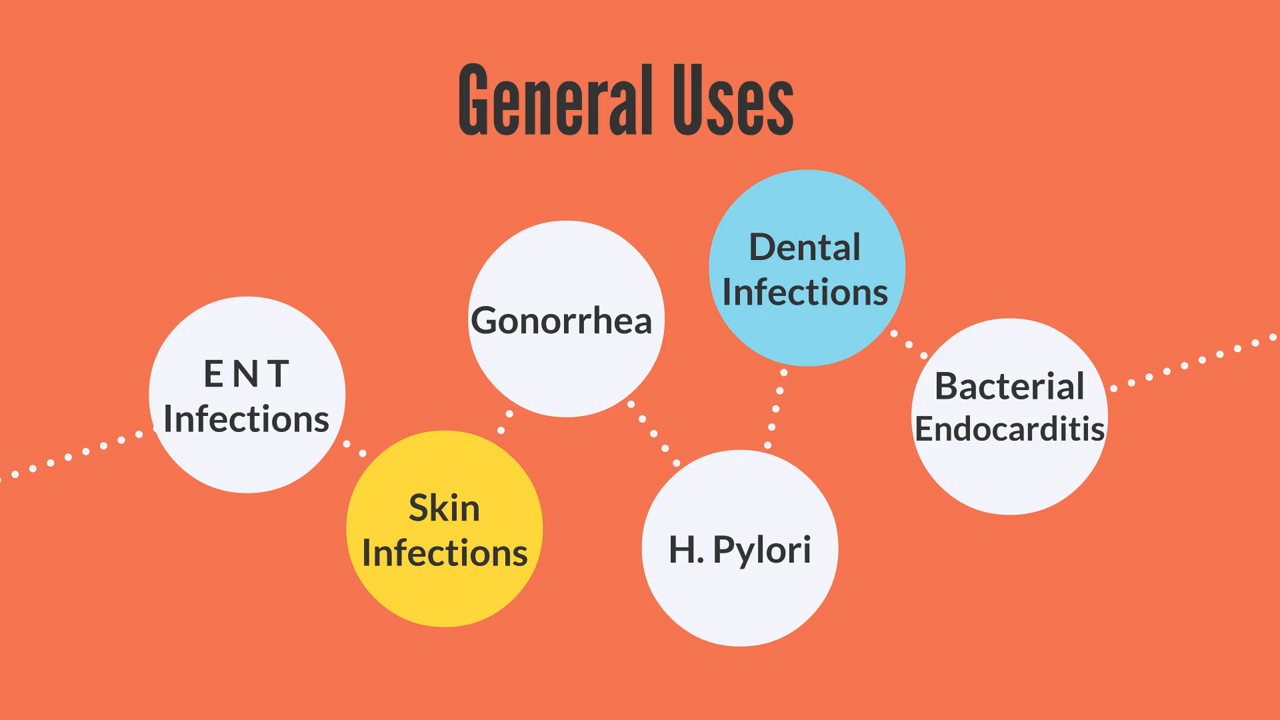 General Uses
E N T
Infections
Skin
Infections
Gonorrhea
H. Pylori
Dental
Infections
Bacterial
Endocarditis